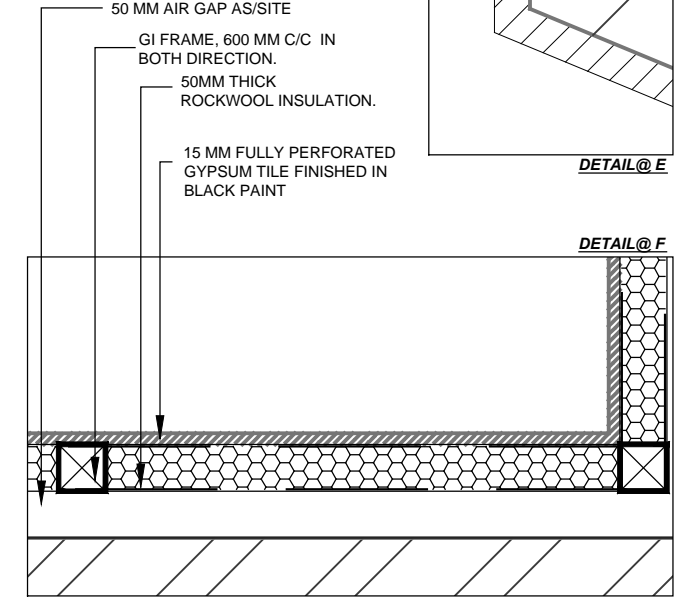 50 MM AIR GAP AS/SITE
GI FRAME, 600 MM C/C IN
BOTH DIRECTION.
50MM THICK
ROCKWOOL INSULATION.
15 MM FULLY PERFORATED
GYPSUM TILE FINISHED IN
BLACK PAINT
DETAIL@ E
DETAIL@ F